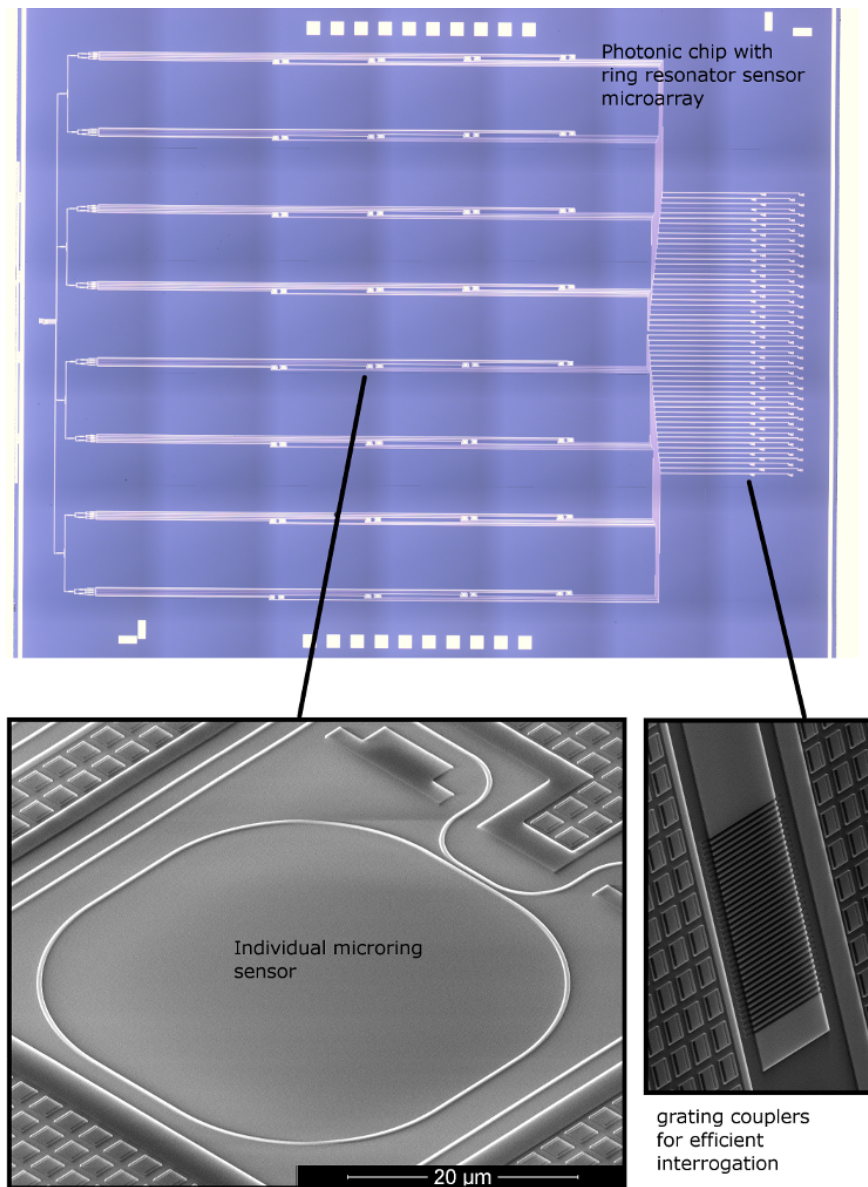 Photonic chip with
ring resonator sensor
microarray
Individual microring
sensor
20 µm
grating couplers
for efficient
interrogation